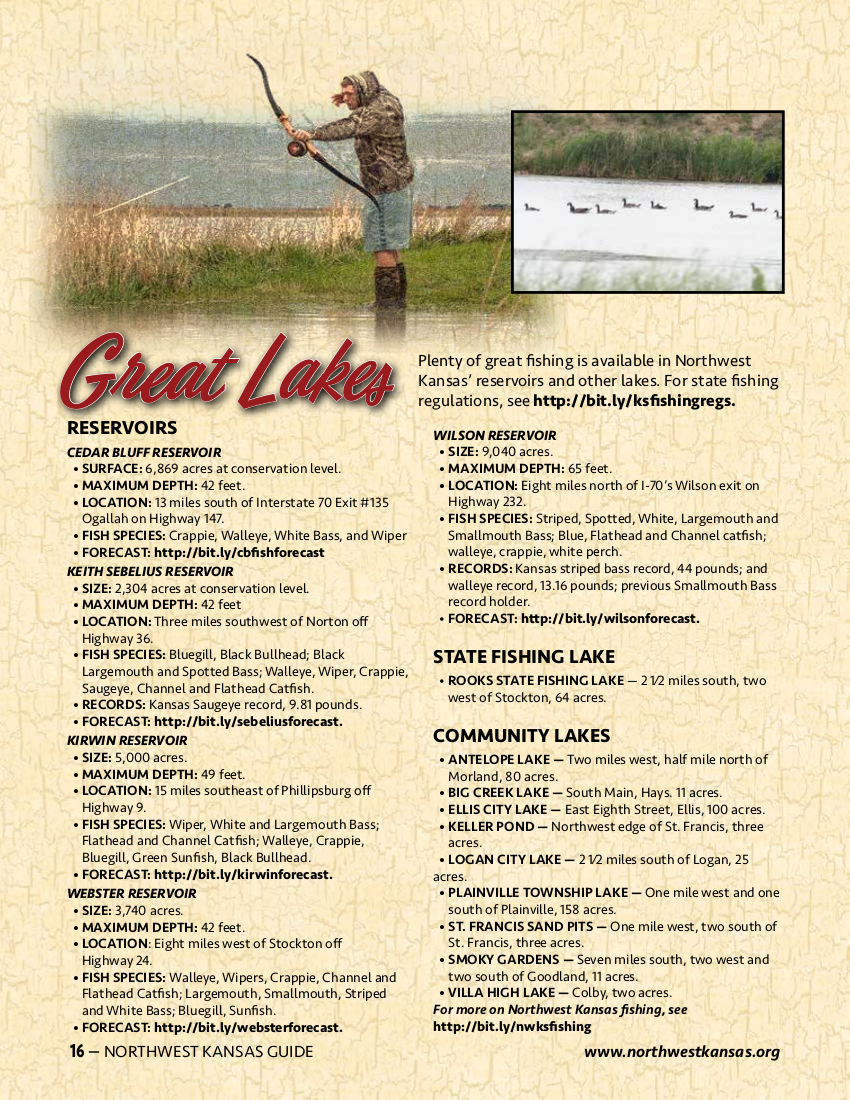 Great Lakes
Plenty of great fishing is available in Northwest
Kansas’ reservoirs and other lakes. For state fishing
regulations, see http://bit.ly/ksfishingregs.
RESERVOIRS
CEDAR BLUFF RESERVOIR
• SURFACE: 6,869 acres at conservation level.
• MAXIMUM DEPTH: 42 feet.
• LOCATION: 13 miles south of Interstate 70 Exit #135
Ogallah on Highway 147.
• FISH SPECIES: Crappie, Walleye, White Bass, and Wiper
• FORECAST: http://bit.ly/cbfishforecast
KEITH SEBELIUS RESERVOIR
• SIZE: 2,304 acres at conservation level.
• MAXIMUM DEPTH: 42 feet
• LOCATION: Three miles southwest of Norton off
Highway 36.
• FISH SPECIES: Bluegill, Black Bullhead; Black
Largemouth and Spotted Bass; Walleye, Wiper, Crappie,
Saugeye, Channel and Flathead Catfish.
• RECORDS: Kansas Saugeye record, 9.81 pounds.
• FORECAST: http://bit.ly/sebeliusforecast.
KIRWIN RESERVOIR
• SIZE: 5,000 acres.
• MAXIMUM DEPTH: 49 feet.
• LOCATION: 15 miles southeast of Phillipsburg off
Highway 9.
• FISH SPECIES: Wiper, White and Largemouth Bass;
Flathead and Channel Catfish; Walleye, Crappie,
Bluegill, Green Sunfish, Black Bullhead.
• FORECAST: http://bit.ly/kirwinforecast.
WEBSTER RESERVOIR
• SIZE: 3,740 acres.
• MAXIMUM DEPTH: 42 feet.
• LOCATION: Eight miles west of Stockton off
Highway 24.
• FISH SPECIES: Walleye, Wipers, Crappie, Channel and
Flathead Catfish; Largemouth, Smallmouth, Striped
and White Bass; Bluegill, Sunfish.
• FORECAST: http://bit.ly/websterforecast.
WILSON RESERVOIR
• SIZE: 9,040 acres.
• MAXIMUM DEPTH: 65 feet.
• LOCATION: Eight miles north of I-70’s Wilson exit on
Highway 232.
• FISH SPECIES: Striped, Spotted, White, Largemouth and
Smallmouth Bass; Blue, Flathead and Channel catfish;
walleye, crappie, white perch.
• RECORDS: Kansas striped bass record, 44 pounds; and
walleye record, 13.16 pounds; previous Smallmouth Bass
record holder.
• FORECAST: http://bit.ly/wilsonforecast.
STATE FISHING LAKE
• ROOKS STATE FISHING LAKE — 2 1/2 miles south, two
west of Stockton, 64 acres.
COMMUNITY LAKES
• ANTELOPE LAKE — Two miles west, half mile north of
Morland, 80 acres.
• BIG CREEK LAKE — South Main, Hays. 11 acres.
• ELLIS CITY LAKE — East Eighth Street, Ellis, 100 acres.
• KELLER POND — Northwest edge of St. Francis, three
acres.
• LOGAN CITY LAKE — 2 1/2 miles south of Logan, 25
acres.
• PLAINVILLE TOWNSHIP LAKE — One mile west and one
south of Plainville, 158 acres.
• ST. FRANCIS SAND PITS — One mile west, two south of
St. Francis, three acres.
• SMOKY GARDENS — Seven miles south, two west and
two south of Goodland, 11 acres.
• VILLA HIGH LAKE — Colby, two acres.
For more on Northwest Kansas fishing, see
http://bit.ly/nwksfishing
16 — NORTHWEST KANSAS GUIDE
www.northwestkansas.org